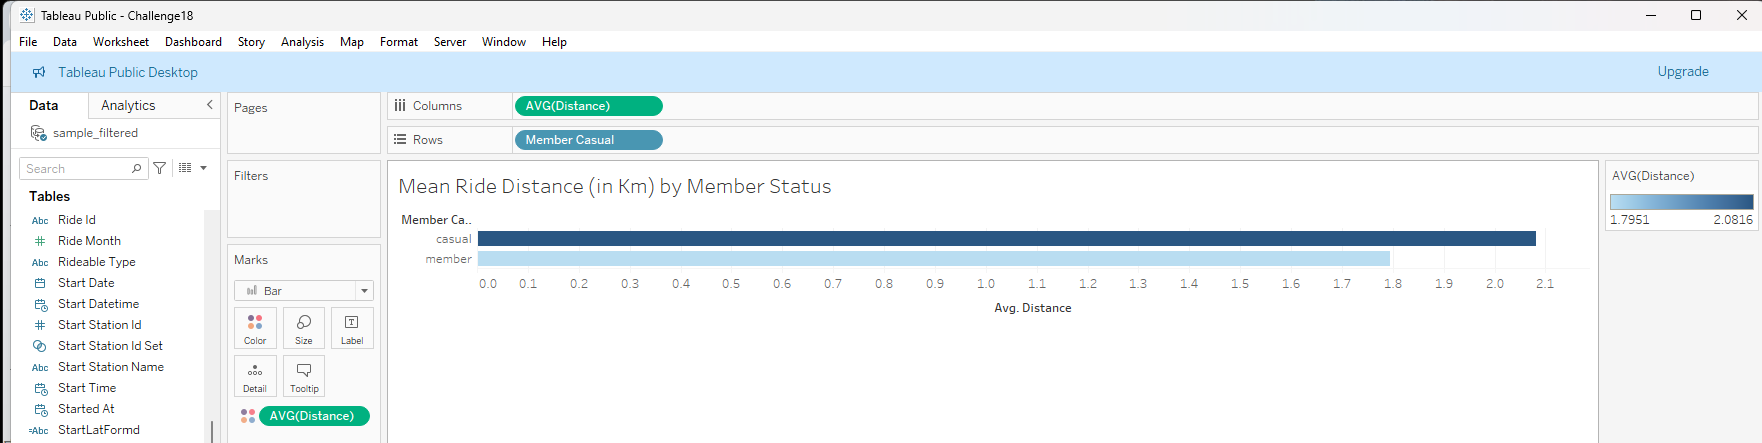 Tableau Public - Challenge18
File Data Worksheet Dashboard Story Analysis Map Format Server Window Help
Tableau Public Desktop
Upgrade
Data Analytics
sample_filtered
Search
Tables
Abc Ride Id
# Ride Month
Abc Rideable Type
Start Date
Start Datetime
# Start Station Id
Start Station Id Set
Abc Start Station Name
Start Time
Started At
=Abc StartLatFormd
Pages
Filters
Marks
Bar
Color Size Label
Detail Tooltip
AVG(Distance)
Columns AVG(Distance)
Rows Member Casual
Mean Ride Distance (in Km) by Member Status
Member Ca..
casual
member
0.0 0.1 0.2 0.3 0.4 0.5 0.6 0.7 0.8 0.9 1.0 1.1 1.2 1.3 1.4 1.5 1.6 1.7 1.8 1.9 2.0 2.1
Avg. Distance
AVG(Distance)
1.7951 2.0816